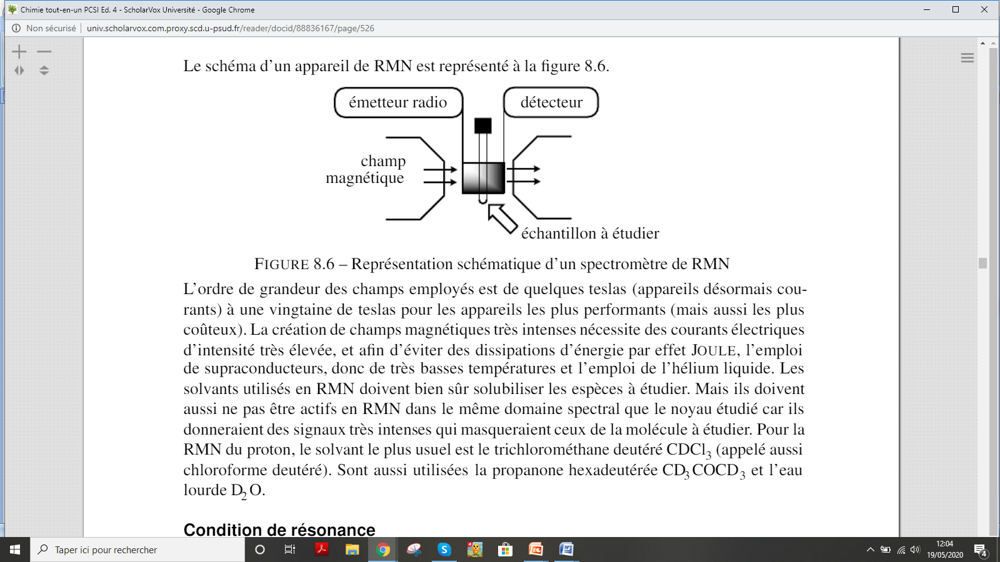 Chimie tout-en-un PCSI Ed. 4 - ScholarVox Université - Google Chrome
Non sécurisé | univ.scholarvox.com.proxy.scd.u-psud.fr/reader/docid/88836167/page/526
Le schéma d’un appareil de RMN est représenté à la figure 8.6.
émetteur radio
détecteur
champ
magnétique
échantillon à étudier
FIGURE 8.6 – Représentation schématique d’un spectromètre de RMN
L’ordre de grandeur des champs employés est de quelques teslas (appareils désormais cou-
rants) à une vingtaine de teslas pour les appareils les plus performants (mais aussi les plus
coûteux). La création de champs magnétiques très intenses nécessite des courants électriques
d’intensité très élevée, et afin d’éviter des dissipations d’énergie par effet JOULE, l’emploi
de supraconducteurs, donc de très basses températures et l’emploi de l’hélium liquide. Les
solvants utilisés en RMN doivent bien sûr solubiliser les espèces à étudier. Mais ils doivent
aussi ne pas être actifs en RMN dans le même domaine spectral que le noyau étudié car ils
donneraient des signaux très intenses qui masqueraient ceux de la molécule à étudier. Pour la
RMN du proton, le solvant le plus usuel est le trichlorométhane deutéré CDCl3 (appelé aussi
chloroforme deutéré). Sont aussi utilisées la propanone hexadeutérée CD3COCD3 et l’eau
lourde D2O.
Condition de résonance
Taper ici pour rechercher
12:04
19/05/2020
4